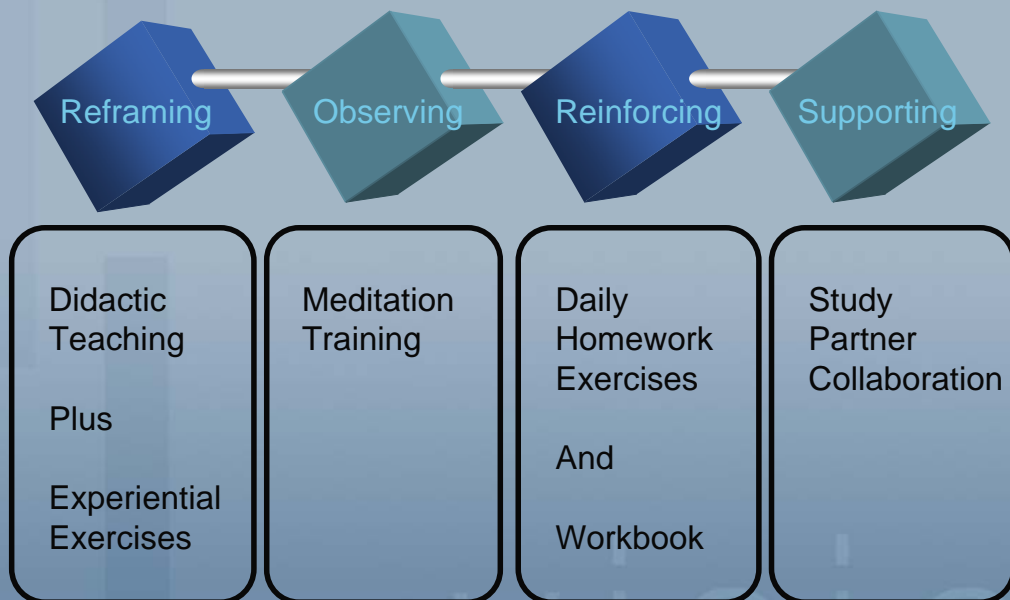 Reframing
Observing
Reinforcing
Supporting
Didactic
Teaching
Plus
Experiential
Exercises
Meditation
Training
Daily
Homework
Exercises
And
Workbook
Study
Partner
Collaboration